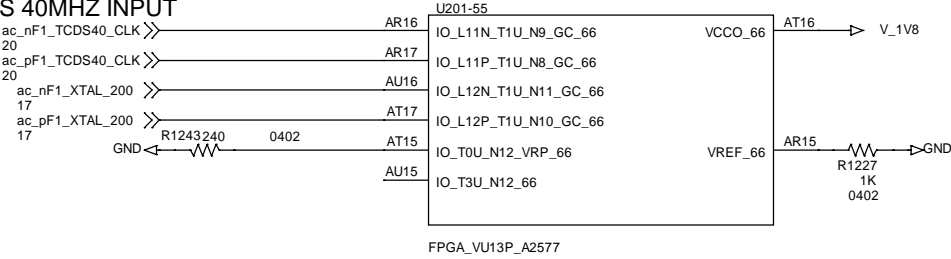 S 40MHZ INPUT
U201-55
ac_nF1_TCDS40_CLK
20
AR16
IO_L11N_T1U_N9_GC_66
VCCO_66
AT16
V_1V8
ac_pF1_TCDS40_CLK
20
AR17
IO_L11P_T1U_N8_GC_66
ac_nF1_XTAL_200
17
AU16
IO_L12N_T1U_N11_GC_66
ac_pF1_XTAL_200
17
AT17
IO_L12P_T1U_N10_GC_66
GND
R1243
240
0402
AT15
IO_T0U_N12_VRP_66
VREF_66
AR15
GND
R1227
1K
0402
AU15
IO_T3U_N12_66
FPGA_VU13P_A2577